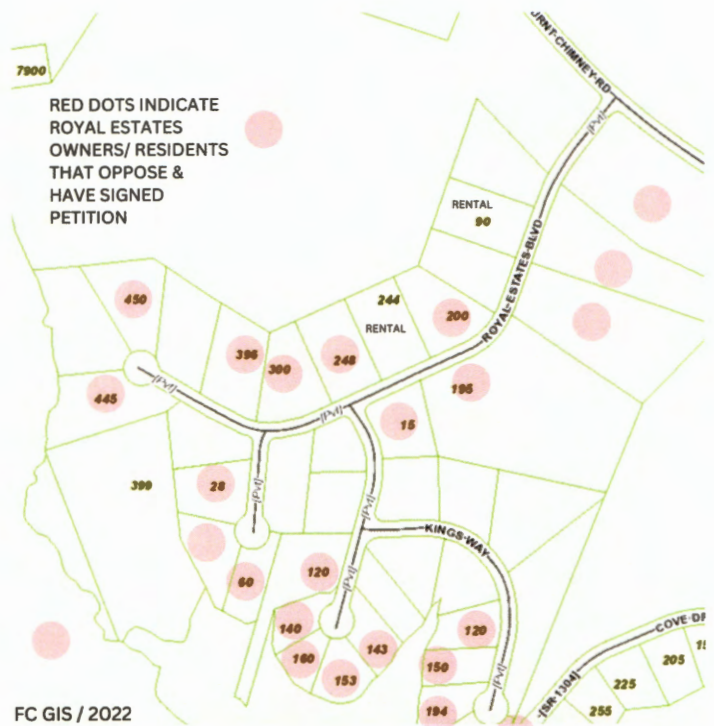 URNT-CHIMNEY-RD
7900
RED DOTS INDICATE
ROYAL ESTATES
OWNERS/ RESIDENTS
THAT OPPOSE &
HAVE SIGNED
PETITION
[Pvt]
RENTAL
90
ROYAL-ESTATES-BLVD
450
244
200
RENTAL
396
300
248
195
445
[Pvt]
[Pvt]
15
399
28
[Pvt]
[Pvt]
KINGS-WAY
60
120
[Pvt]
140
143
160
153
120
150
194
[Pvt]
COVE-DR
205
225
255
[SR-1304]
FC GIS / 2022